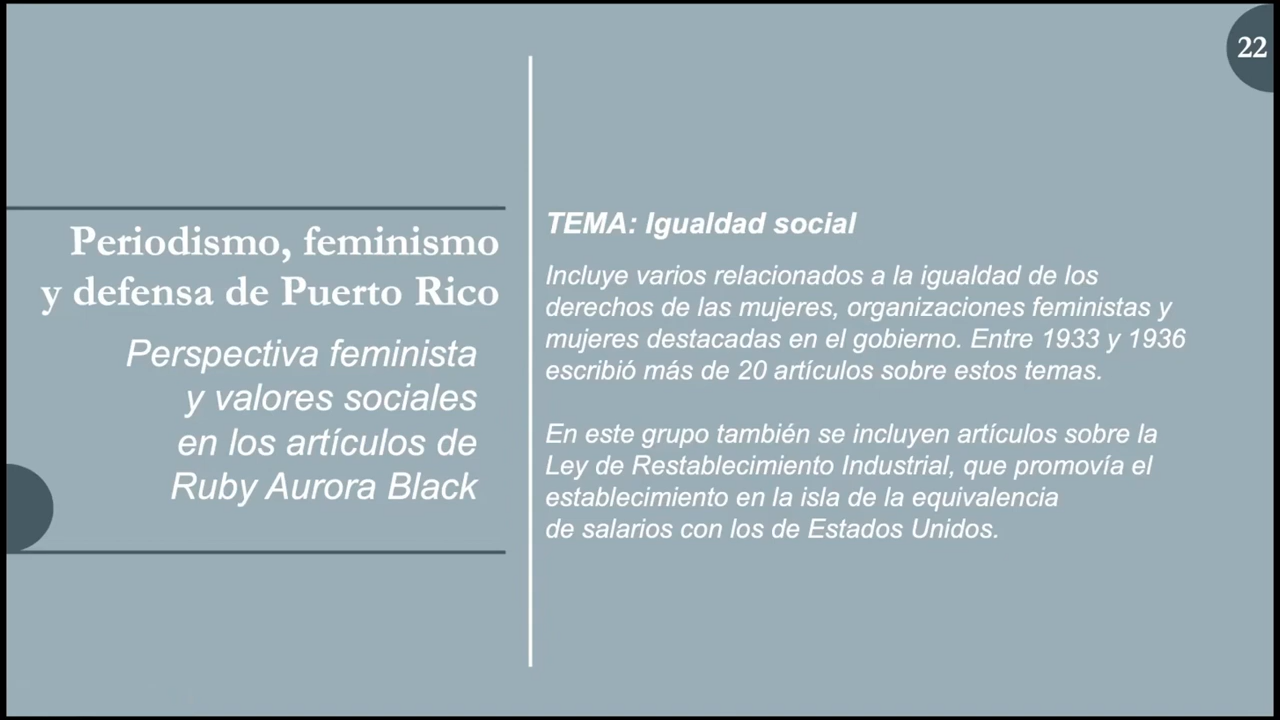 22
Periodismo, feminismo
y defensa de Puerto Rico
Perspectiva feminista
y valores sociales
en los artículos de
Ruby Aurora Black
TEMA: Igualdad social
Incluye varios relacionados a la igualdad de los
derechos de las mujeres, organizaciones feministas y
mujeres destacadas en el gobierno. Entre 1933 y 1936
escribió más de 20 artículos sobre estos temas.
En este grupo también se incluyen artículos sobre la
Ley de Restablecimiento Industrial, que promovía el
establecimiento en la isla de la equivalencia
de salarios con los de Estados Unidos.